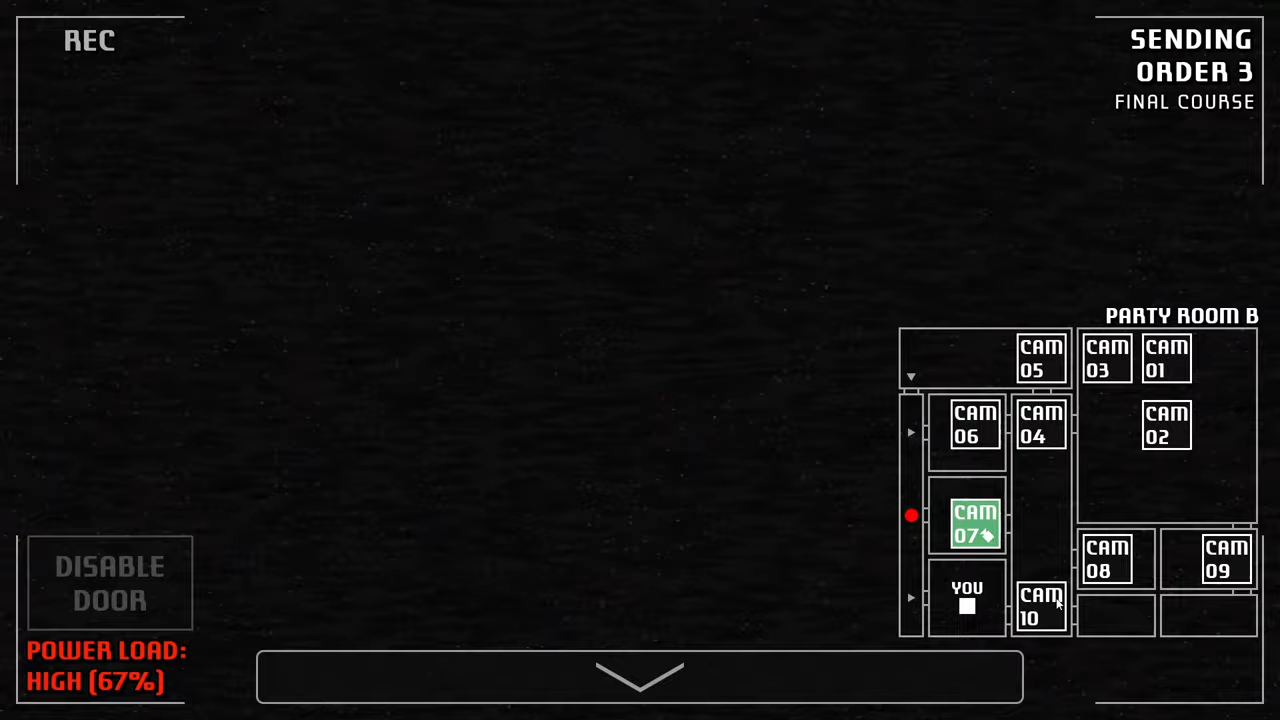 REC
SENDING
ORDER 3
FINAL COURSE
PARTY ROOM B
CAM
05
CAM
03
CAM
01
CAM
06
CAM
04
CAM
02
CAM
07
CAM
08
CAM
09
YOU
CAM
10
DISABLE
DOOR
POWER LOAD:
HIGH (67%)